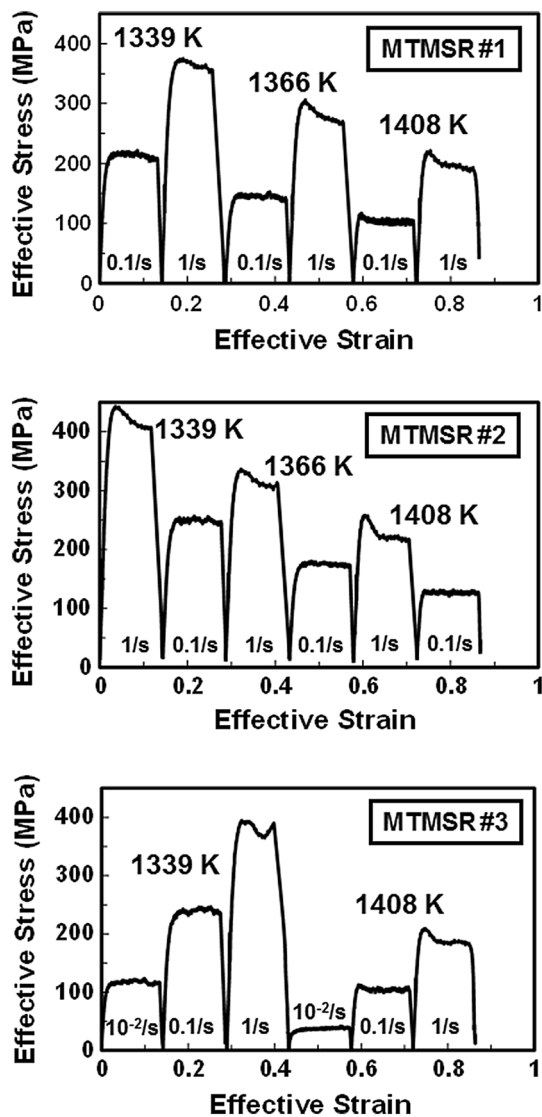 Effective Stress (MPa)
400
300
200
100
0
1339 K
1366 K
1408 K
MTMSR #1
0.1/s 1/s 0.1/s 1/s 0.1/s 1/s
0 0.2 0.4 0.6 0.8 1
Effective Strain
Effective Stress (MPa)
400
300
200
100
0
1339 K
1366 K
1408 K
MTMSR #2
1/s 0.1/s 1/s 0.1/s 1/s 0.1/s
0 0.2 0.4 0.6 0.8 1
Effective Strain
Effective Stress (MPa)
400
300
200
100
0
1339 K
1408 K
MTMSR #3
10⁻²/s 0.1/s 1/s 10⁻²/s 0.1/s 1/s
0 0.2 0.4 0.6 0.8 1
Effective Strain